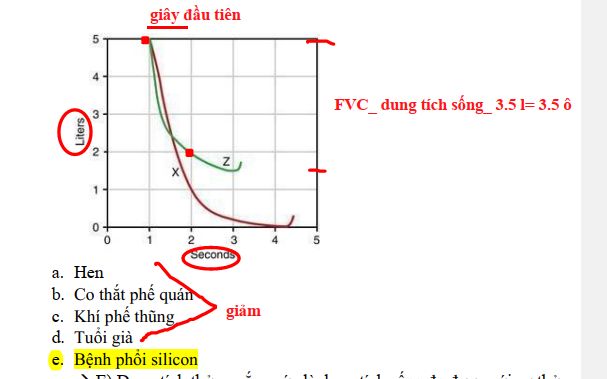 giây đầu tiên
5
4
3
2
1
0
Liters
X
Z
0 1 2 3 4 5
Seconds
FVC_ dung tích sống_ 3.5 l= 3.5 ô
a. Hen
b. Co thắt phế quản
c. Khí phế thũng
d. Tuổi già
giảm
e. Bệnh phổi silicon